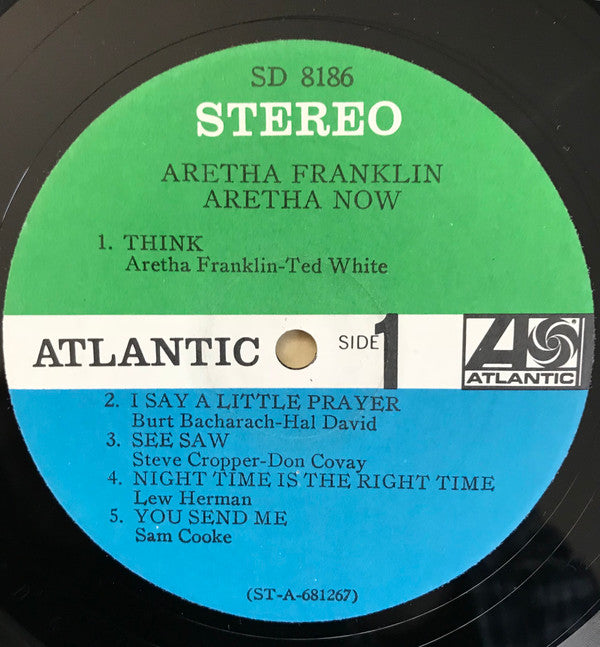 SD 8186
STEREO
ARETHA FRANKLIN
ARETHA NOW
1. THINK
Aretha Franklin-Ted White
ATLANTIC
SIDE 1
ATLANTIC
2. I SAY A LITTLE PRAYER
Burt Bacharach-Hal David
3. SEE SAW
Steve Cropper-Don Covay
4. NIGHT TIME IS THE RIGHT TIME
Lew Herman
5. YOU SEND ME
Sam Cooke
(ST-A-681267)